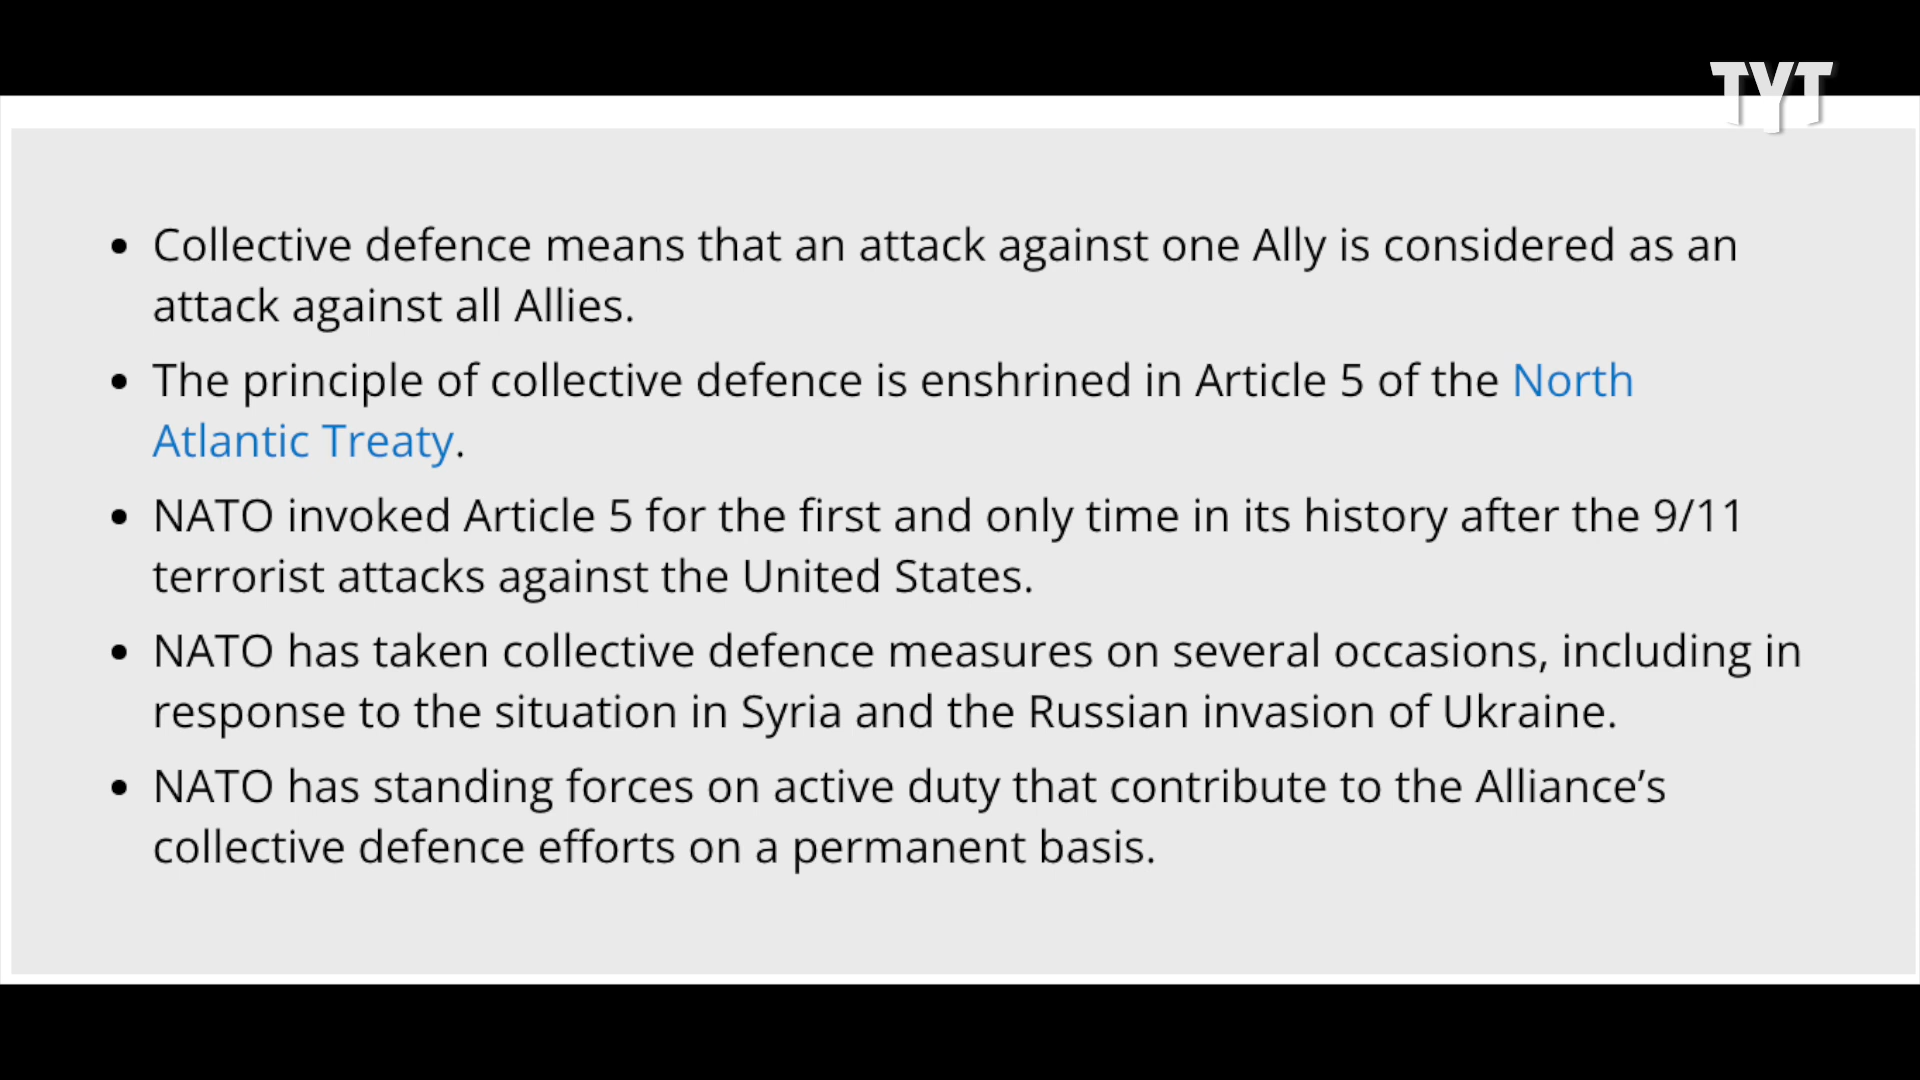 TYT
• Collective defence means that an attack against one Ally is considered as an
attack against all Allies.
• The principle of collective defence is enshrined in Article 5 of the North
Atlantic Treaty.
• NATO invoked Article 5 for the first and only time in its history after the 9/11
terrorist attacks against the United States.
• NATO has taken collective defence measures on several occasions, including in
response to the situation in Syria and the Russian invasion of Ukraine.
• NATO has standing forces on active duty that contribute to the Alliance’s
collective defence efforts on a permanent basis.